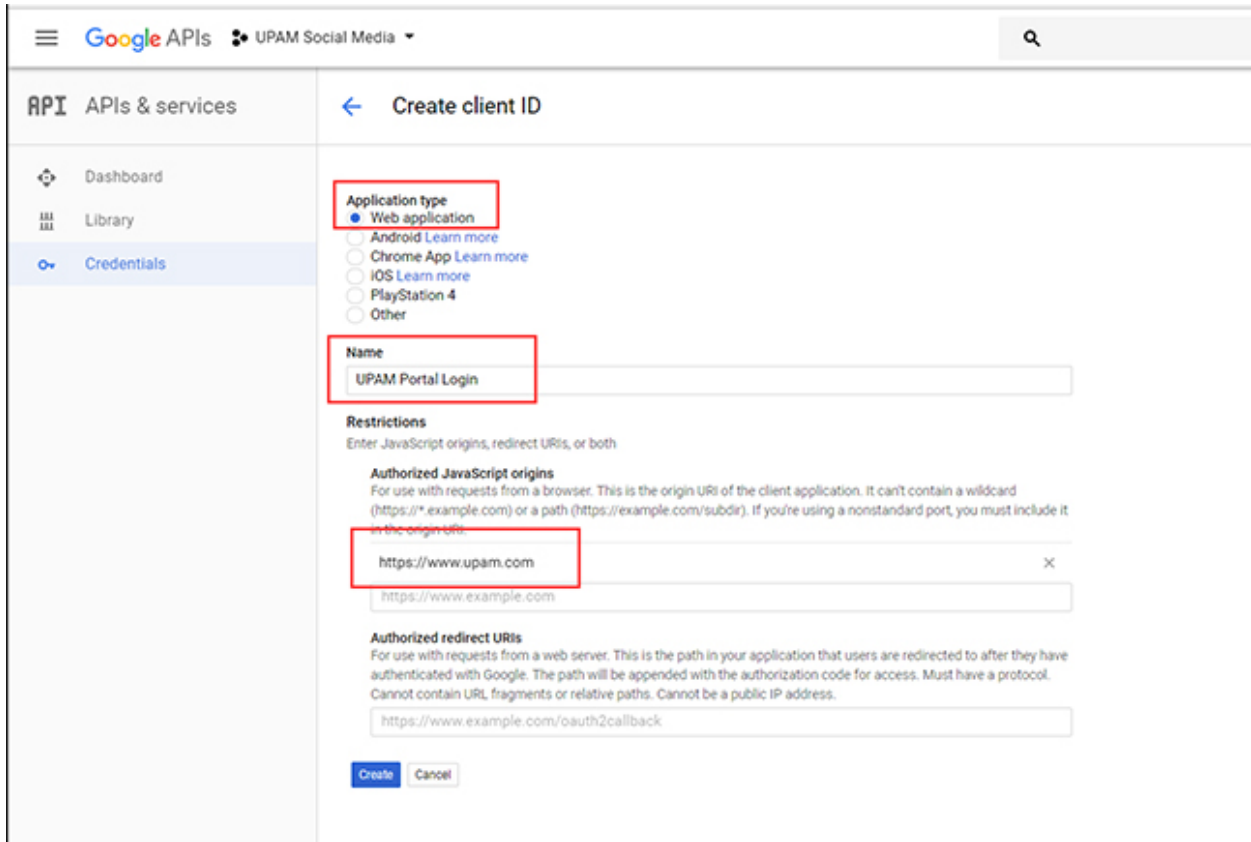 Google APIs UPAM Social Media
API APIs & services
Create client ID
Dashboard
Library
Credentials
Application type
Web application
Android Learn more
Chrome App Learn more
iOS Learn more
PlayStation 4
Other
Name
UPAM Portal Login
Restrictions
Enter JavaScript origins, redirect URIs, or both
Authorized JavaScript origins
For use with requests from a browser. This is the origin URI of the client application. It can't contain a wildcard
(https://*.example.com) or a path (https://example.com/subdir). If you're using a nonstandard port, you must include it
in the origin URI.
https://www.upam.com
https://www.example.com
Authorized redirect URIs
For use with requests from a web server. This is the path in your application that users are redirected to after they have
authenticated with Google. The path will be appended with the authorization code for access. Must have a protocol.
Cannot contain URL fragments or relative paths. Cannot be a public IP address.
https://www.example.com/oauth2callback
Create Cancel